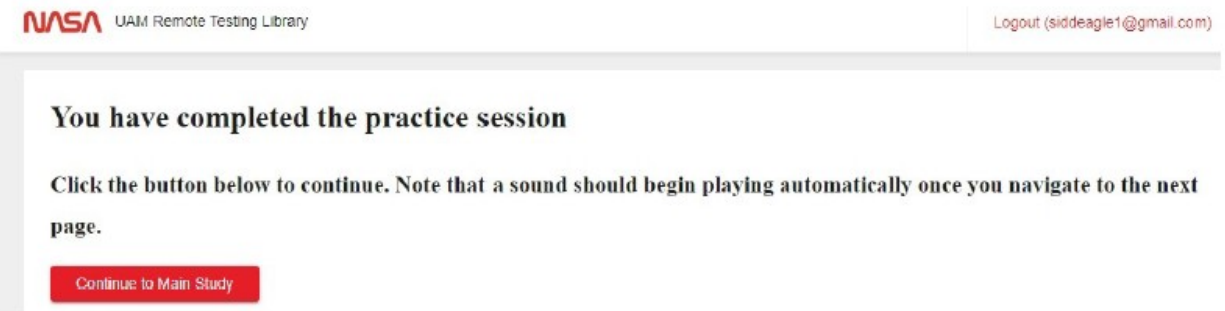 NASA UAM Remote Testing Library Logout (siddeagle1@gmail.com)
You have completed the practice session
Click the button below to continue. Note that a sound should begin playing automatically once you navigate to the next
page.
Continue to Main Study